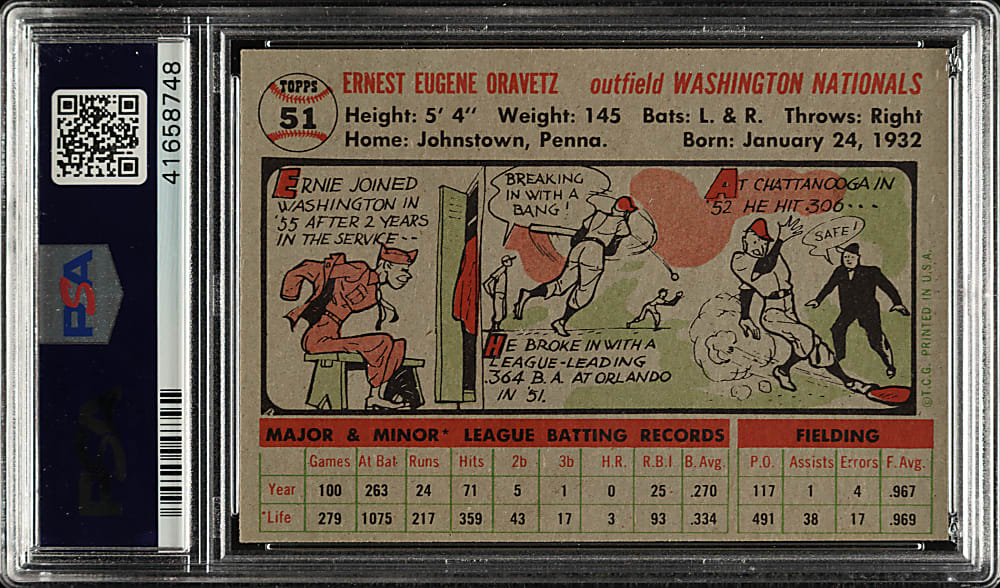 41658748
PSA
PSA
TOPPS
51
ERNEST EUGENE ORAVETZ outfield WASHINGTON NATIONALS
Height: 5' 4" Weight: 145 Bats: L. & R. Throws: Right
Home: Johnstown, Penna. Born: January 24, 1932
ERNIE JOINED
WASHINGTON IN
'55 AFTER 2 YEARS
IN THE SERVICE--
BREAKING
IN WITH A
BANG!
HE BROKE IN WITH A
LEAGUE-LEADING
.364 B.A. AT ORLANDO
IN 51.
AT CHATTANOOGA IN
'52 HE HIT .306---
SAFE!
©T.C.G. PRINTED IN U.S.A.
MAJOR & MINOR* LEAGUE BATTING RECORDS FIELDING
Games At Bat Runs Hits 2b 3b H.R. R.B.I B. Avg. P.O. Assists Errors F. Avg.
Year 100 263 24 71 5 1 0 25 .270 117 1 4 .967
*Life 279 1075 217 359 43 17 3 93 .334 491 38 17 .969